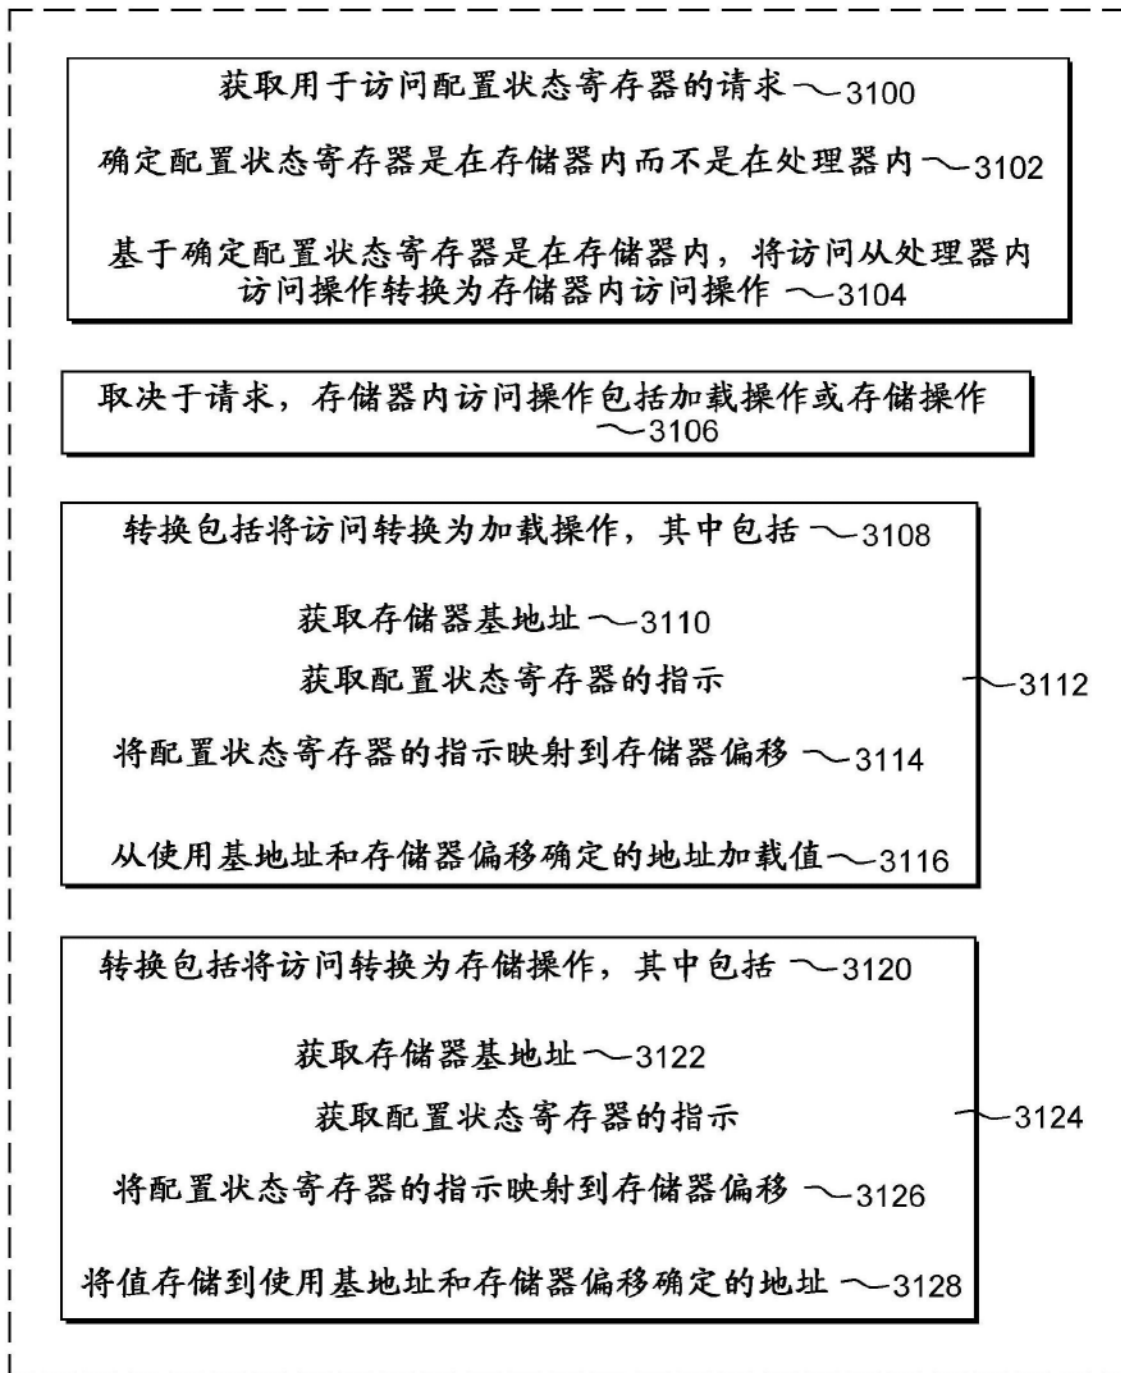 获取用于访问配置状态寄存器的请求 3100
确定配置状态寄存器是在存储器内而不是在处理器内 3102
基于确定配置状态寄存器是在存储器内，将访问从处理器内
访问操作转换为存储器内访问操作 3104
取决于请求，存储器内访问操作包括加载操作或存储操作
3106
转换包括将访问转换为加载操作，其中包括 3108
获取存储器基地址 3110
获取配置状态寄存器的指示 3112
将配置状态寄存器的指示映射到存储器偏移 3114
从使用基地址和存储器偏移确定的地址加载值 3116
转换包括将访问转换为存储操作，其中包括 3120
获取存储器基地址 3122
获取配置状态寄存器的指示 3124
将配置状态寄存器的指示映射到存储器偏移 3126
将值存储到使用基地址和存储器偏移确定的地址 3128